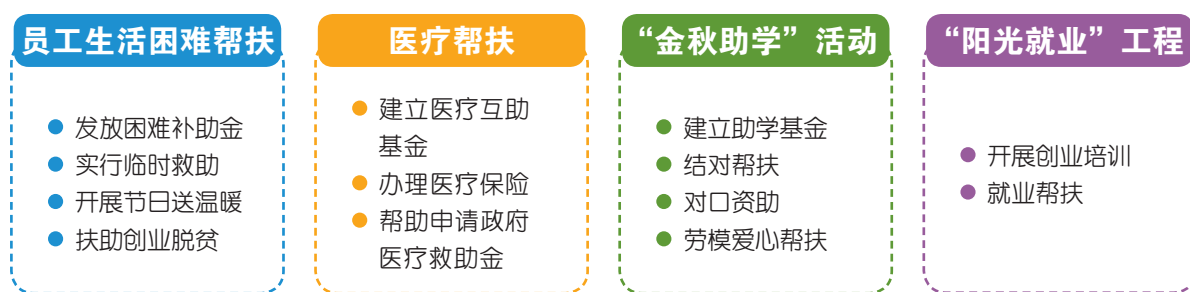 员工生活困难帮扶
发放困难补助金
实行临时救助
开展节日送温暖
扶助创业脱贫
医疗帮扶
建立医疗互助
基金
办理医疗保险
帮助申请政府
医疗救助金
“金秋助学”活动
建立助学基金
结对帮扶
对口资助
劳模爱心帮扶
“阳光就业”工程
开展创业培训
就业帮扶